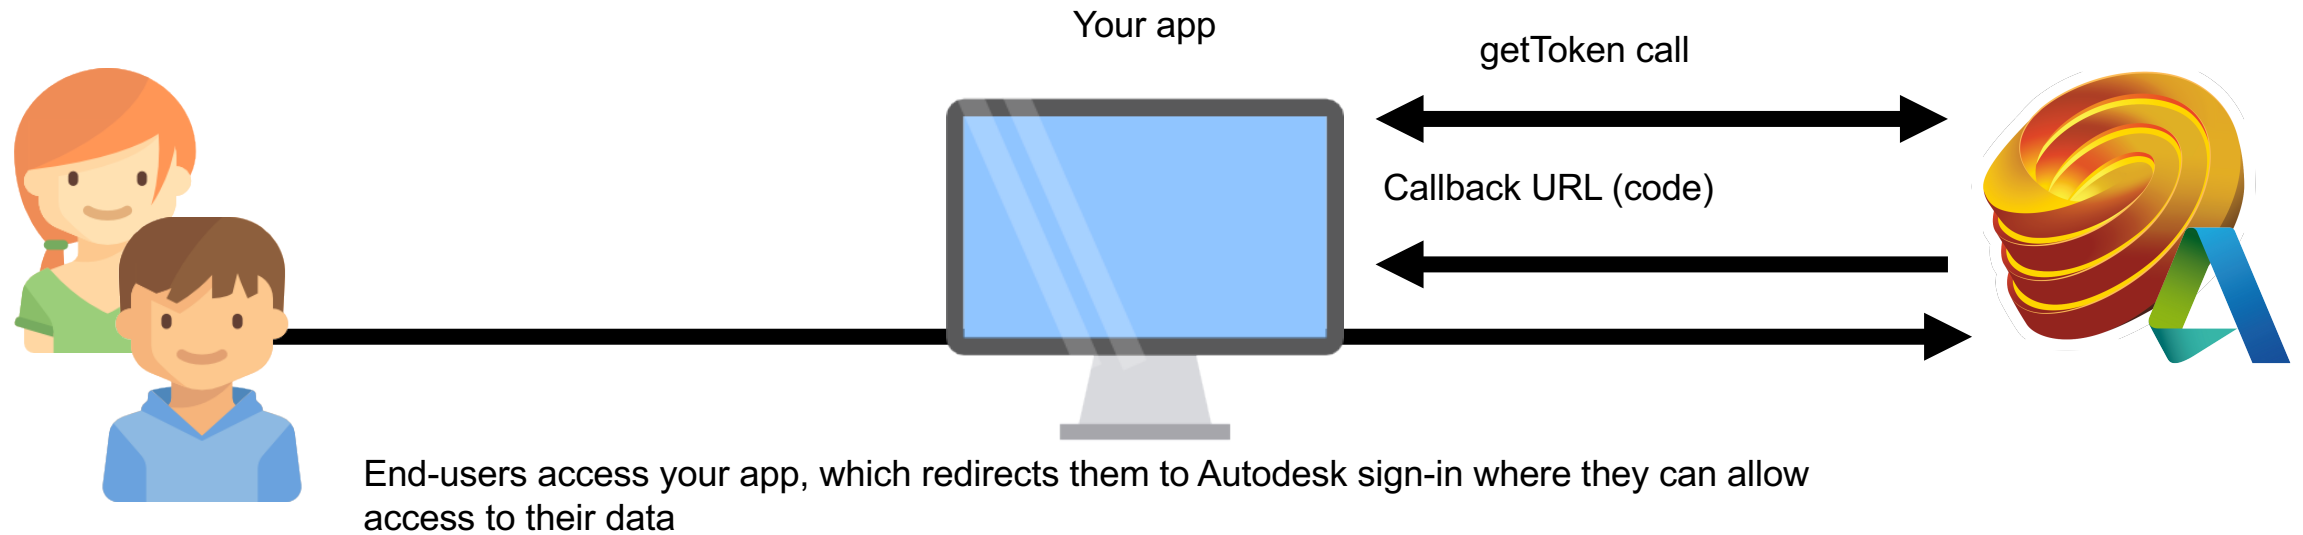 Your app
getToken call
Callback URL (code)
End-users access your app, which redirects them to Autodesk sign-in where they can allow
access to their data